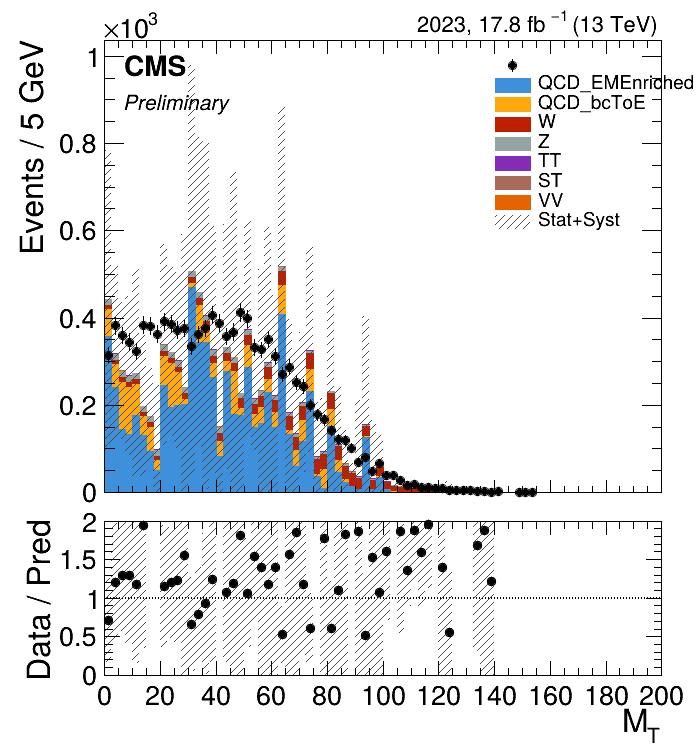 ×10³
2023, 17.8 fb⁻¹ (13 TeV)
CMS
Preliminary
Events / 5 GeV
1
0.8
0.6
0.4
0.2
0
QCD_EMEnriched
QCD_bcToE
W
Z
TT
ST
VV
Stat+Syst
Data / Pred
2
1.5
1
0.5
0
0 20 40 60 80 100 120 140 160 180 200
M_T